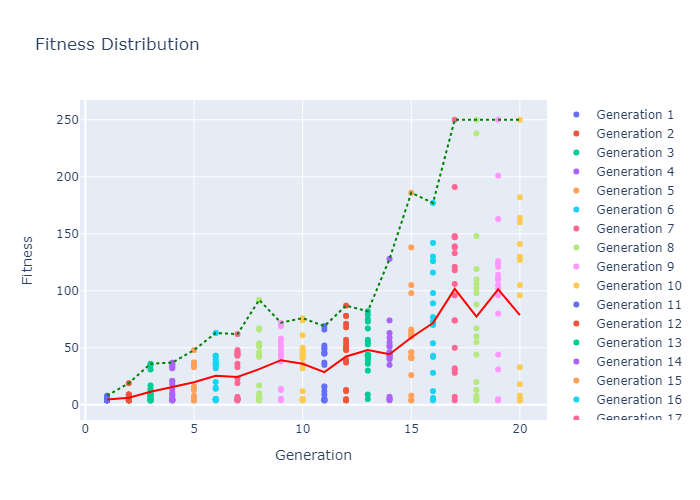 Fitness Distribution
250
200
150
100
50
0
0
5
10
15
20
Fitness
Generation
Generation 1
Generation 2
Generation 3
Generation 4
Generation 5
Generation 6
Generation 7
Generation 8
Generation 9
Generation 10
Generation 11
Generation 12
Generation 13
Generation 14
Generation 15
Generation 16
Generation 17